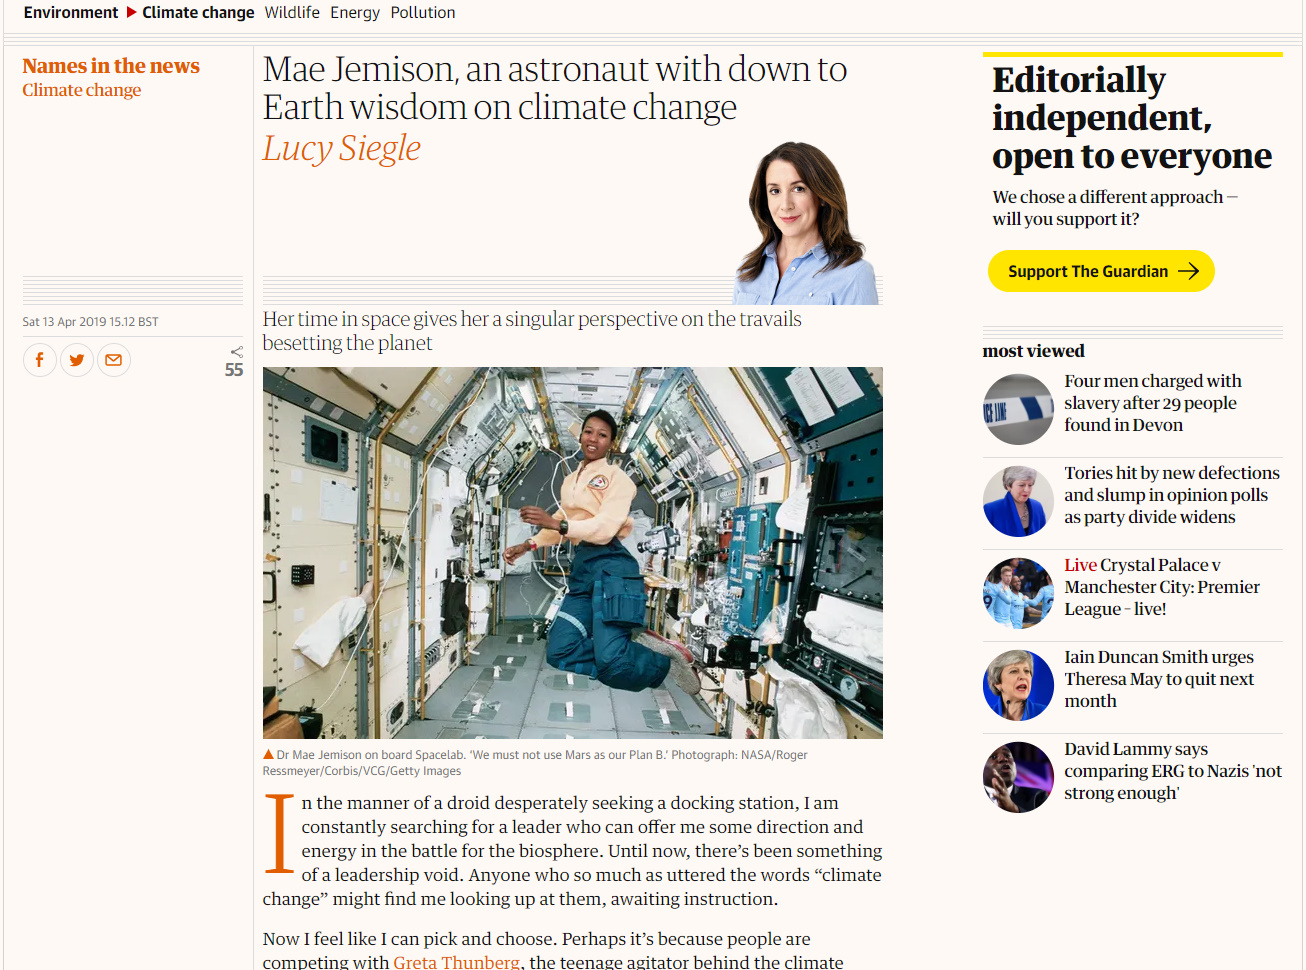 Environment Climate change Wildlife Energy Pollution
Names in the news
Climate change
Mae Jemison, an astronaut with down to
Earth wisdom on climate change
Lucy Siegle
Sat 13 Apr 2019 15.12 BST
55
Her time in space gives her a singular perspective on the travails
besetting the planet
Dr Mae Jemison on board Spacelab. ‘We must not use Mars as our Plan B.’ Photograph: NASA/Roger
Ressmeyer/Corbis/VCG/Getty Images
In the manner of a droid desperately seeking a docking station, I am
constantly searching for a leader who can offer me some direction and
energy in the battle for the biosphere. Until now, there’s been something
of a leadership void. Anyone who so much as uttered the words “climate
change” might find me looking up at them, awaiting instruction.
Now I feel like I can pick and choose. Perhaps it’s because people are
competing with Greta Thunberg, the teenage agitator behind the climate
Editorially
independent,
open to everyone
We chose a different approach –
will you support it?
Support The Guardian
most viewed
Four men charged with
slavery after 29 people
found in Devon
Tories hit by new defections
and slump in opinion polls
as party divide widens
Live Crystal Palace v
Manchester City: Premier
League – live!
Iain Duncan Smith urges
Theresa May to quit next
month
David Lammy says
comparing ERG to Nazis 'not
strong enough'